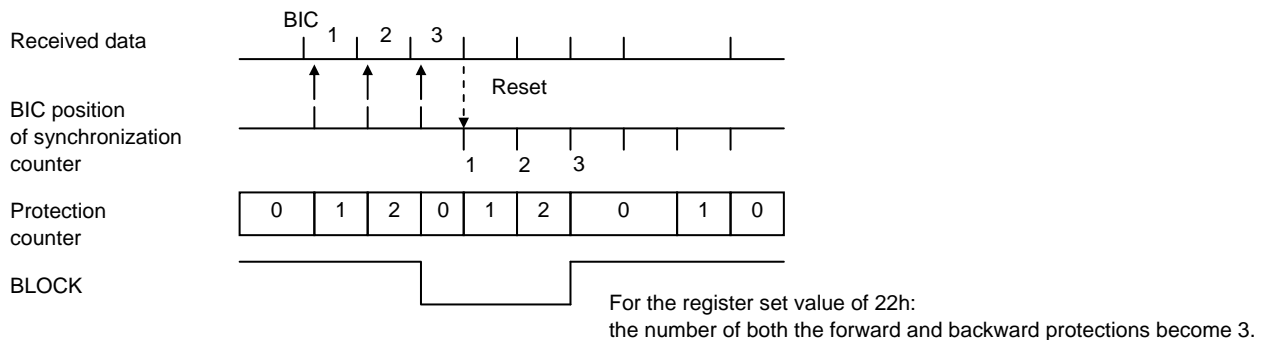 BIC
Received data
1 2 3
Reset
BIC position
of synchronization
counter
1 2 3
Protection
counter
0 1 2 0 1 2 0 1 0
BLOCK
For the register set value of 22h:
the number of both the forward and backward protections become 3.